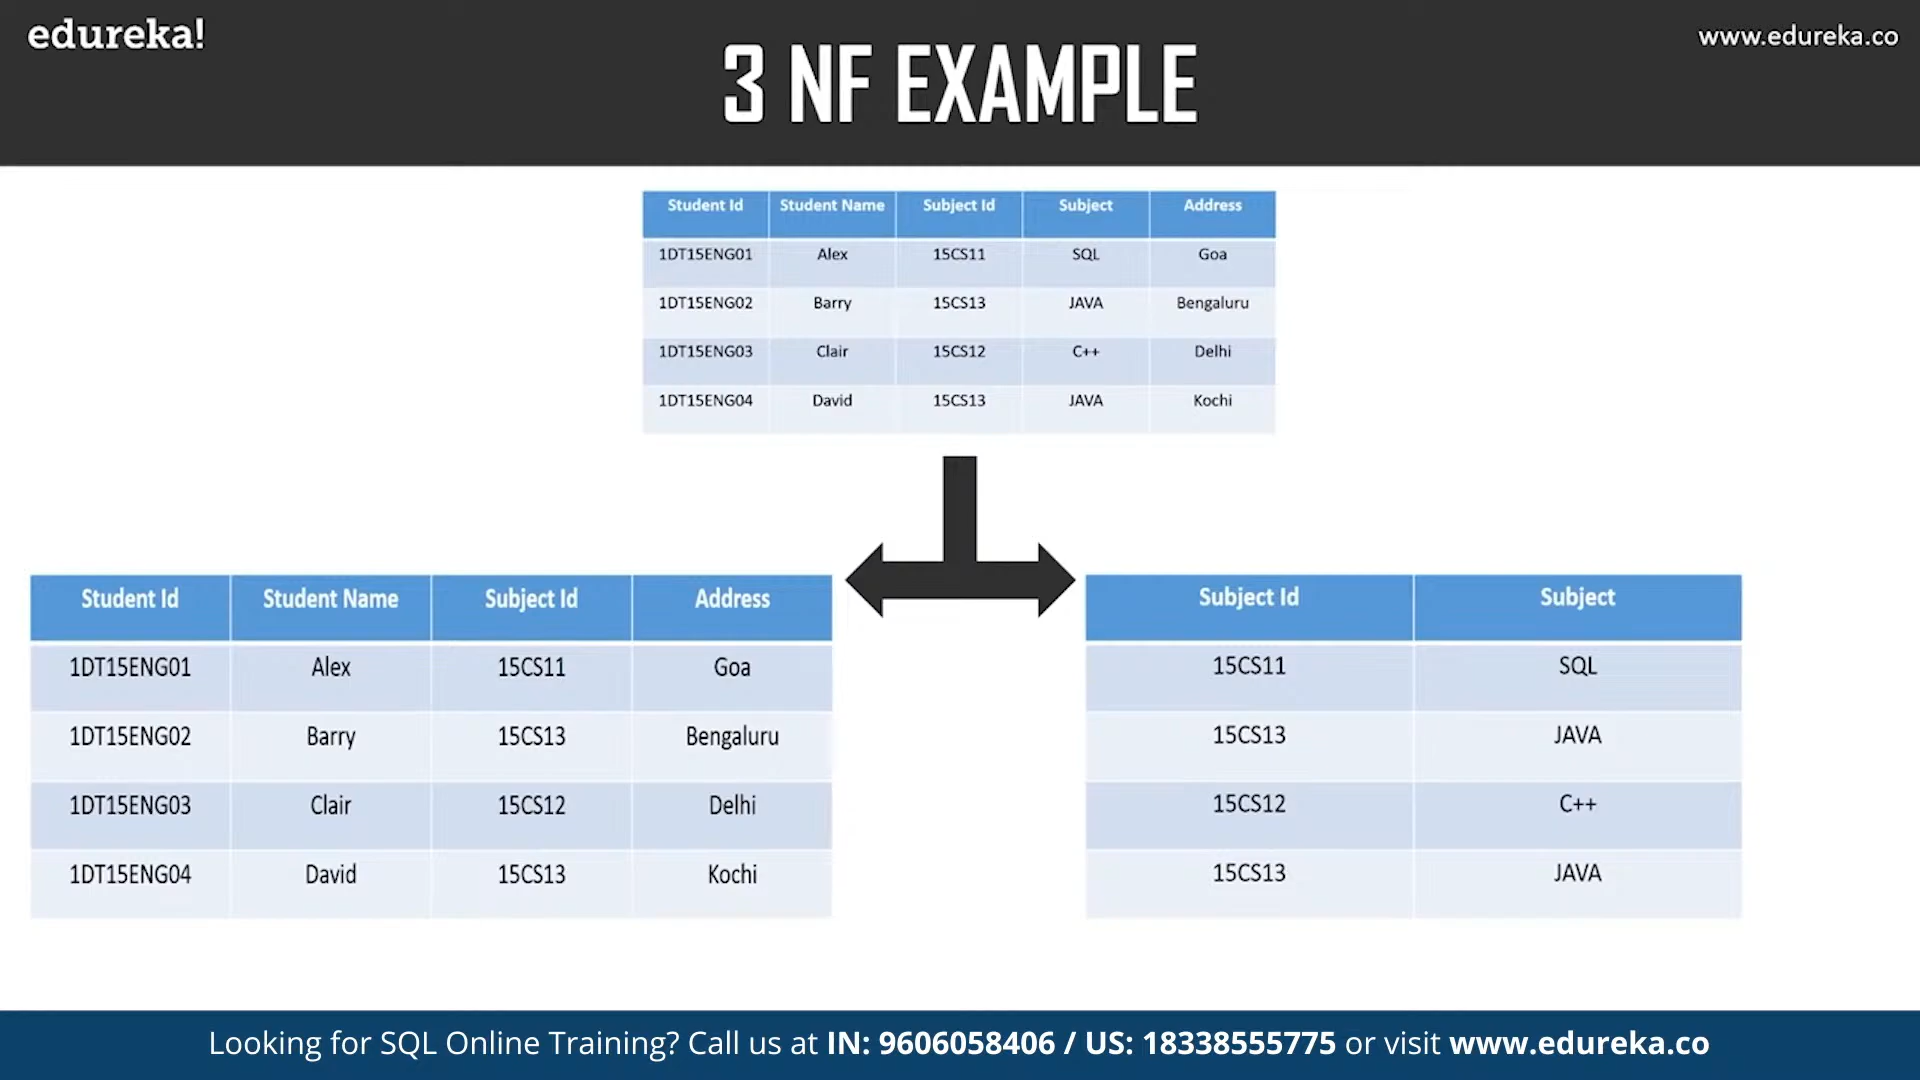 edureka!
www.edureka.co
3 NF EXAMPLE
Student Id Student Name Subject Id Subject Address
1DT15ENG01 Alex 15CS11 SQL Goa
1DT15ENG02 Barry 15CS13 JAVA Bengaluru
1DT15ENG03 Clair 15CS12 C++ Delhi
1DT15ENG04 David 15CS13 JAVA Kochi
Student Id Student Name Subject Id Address
1DT15ENG01 Alex 15CS11 Goa
1DT15ENG02 Barry 15CS13 Bengaluru
1DT15ENG03 Clair 15CS12 Delhi
1DT15ENG04 David 15CS13 Kochi
Subject Id Subject
15CS11 SQL
15CS13 JAVA
15CS12 C++
15CS13 JAVA
Looking for SQL Online Training? Call us at IN: 9606058406 / US: 18338555775 or visit www.edureka.co